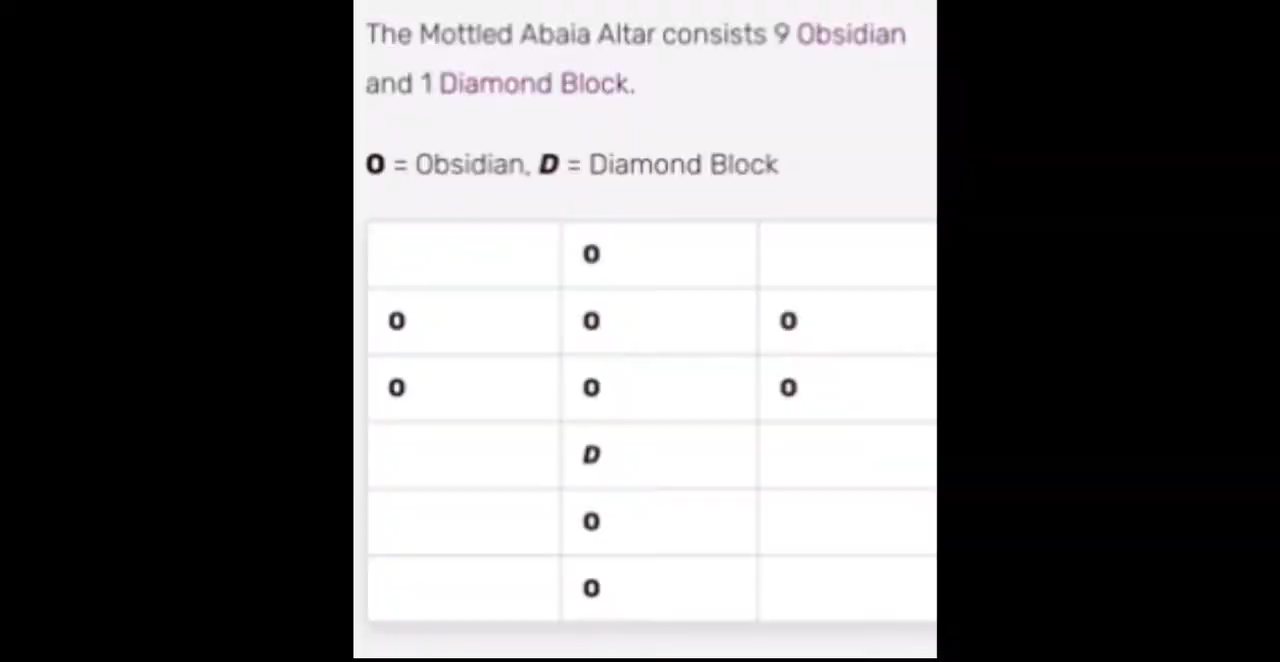 The Mottled Abaia Altar consists 9 Obsidian
and 1 Diamond Block.
O = Obsidian, D = Diamond Block
O
O O O
O O O
D
O
O